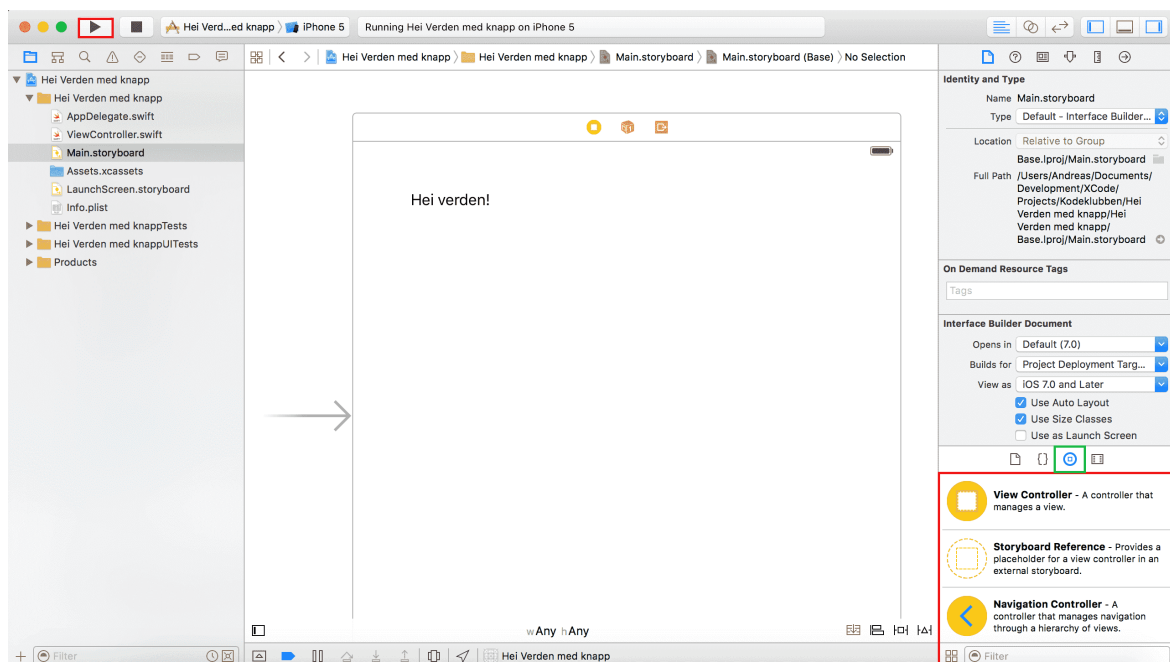 Hei Verd...ed knapp 〉 iPhone 5
Running Hei Verden med knapp on iPhone 5
Hei Verden med knapp 〉 Hei Verden med knapp 〉 Main.storyboard 〉 Main.storyboard (Base) 〉 No Selection
Hei Verden med knapp
Hei Verden med knapp
AppDelegate.swift
ViewController.swift
Main.storyboard
Assets.xcassets
LaunchScreen.storyboard
Info.plist
Hei Verden med knappTests
Hei Verden med knappUITests
Products
Filter
Hei verden!
wAny hAny
Hei Verden med knapp
Identity and Type
Name Main.storyboard
Type Default - Interface Builder...
Location Relative to Group
Base.lproj/Main.storyboard
Full Path /Users/Andreas/Documents/
Development/XCode/
Projects/Kodeklubben/Hei
Verden med knapp/Hei
Verden med knapp/
Base.lproj/Main.storyboard
On Demand Resource Tags
Tags
Interface Builder Document
Opens in Default (7.0)
Builds for Project Deployment Targ...
View as iOS 7.0 and Later
Use Auto Layout
Use Size Classes
Use as Launch Screen
{}
View Controller - A controller that
manages a view.
Storyboard Reference - Provides a
placeholder for a view controller in an
external storyboard.
Navigation Controller - A
controller that manages navigation
through a hierarchy of views.
Filter